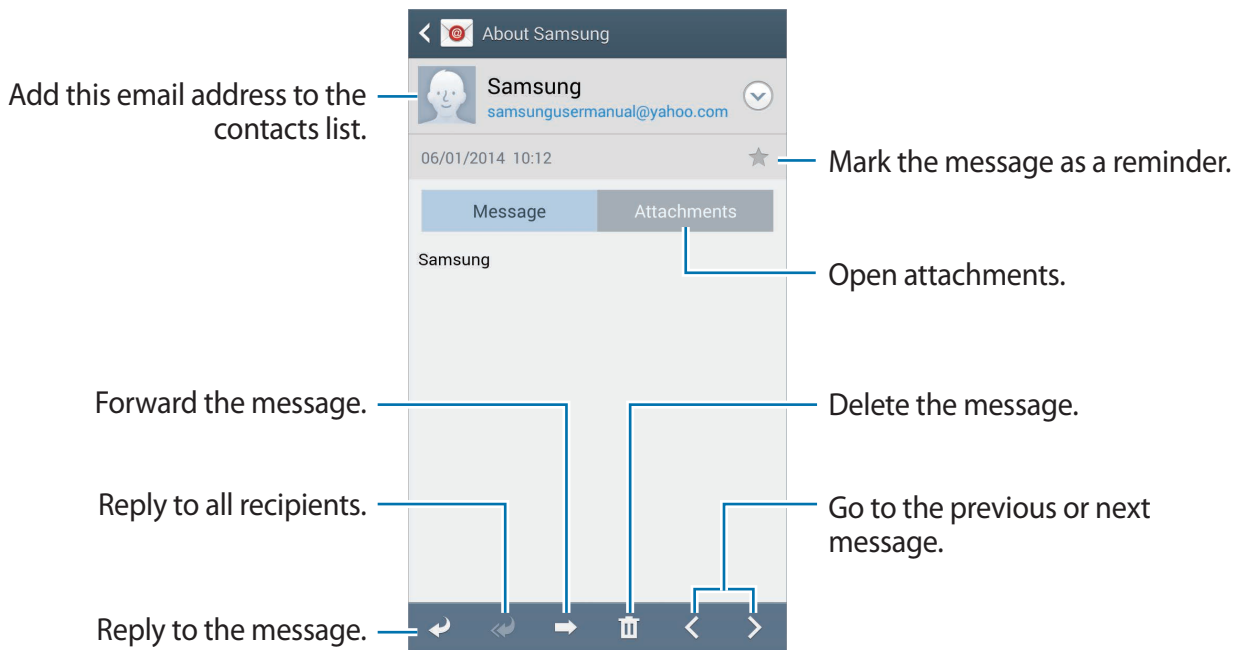 About Samsung
Add this email address to the
contacts list.
Samsung
samsungusermanual@yahoo.com
06/01/2014 10:12
Mark the message as a reminder.
Message
Attachments
Samsung
Open attachments.
Forward the message.
Delete the message.
Reply to all recipients.
Go to the previous or next
message.
Reply to the message.